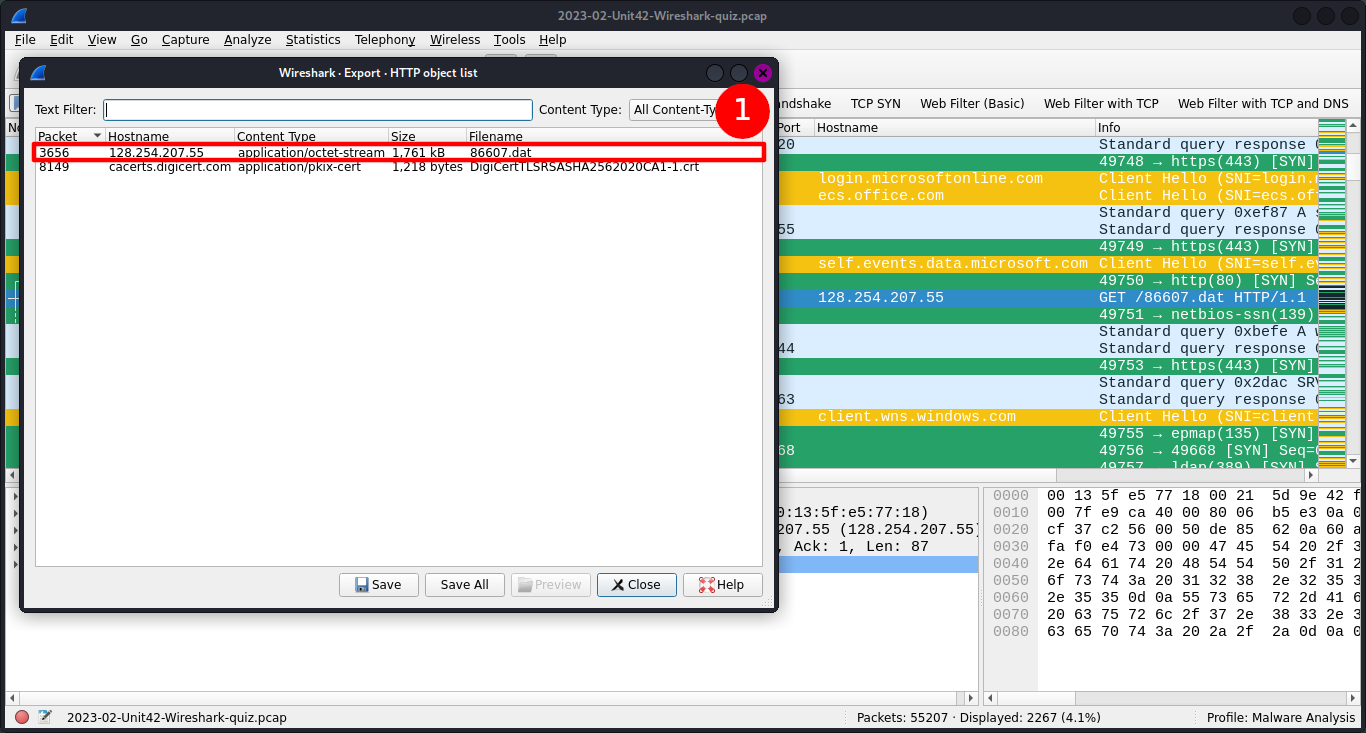 2023-02-Unit42-Wireshark-quiz.pcap
File Edit View Go Capture Analyze Statistics Telephony Wireless Tools Help
Wireshark · Export · HTTP object list
Text Filter: Content Type: All Content-Ty
1
Packet Hostname Content Type Size Filename
3656 128.254.207.55 application/octet-stream 1,761 kB 86607.dat
8149 cacerts.digicert.com application/pkix-cert 1,218 bytes DigiCertTLSRSASHA2562020CA1-1.crt
Save Save All Preview Close Help
ndshake TCP SYN Web Filter (Basic) Web Filter with TCP Web Filter with TCP and DNS
No Port Hostname Info
20 Standard query response
49748 → https(443) [SYN]
login.microsoftonline.com Client Hello (SNI=login.
ecs.office.com Client Hello (SNI=ecs.of
Standard query 0xef87 A
55 Standard query response
49749 → https(443) [SYN]
self.events.data.microsoft.com Client Hello (SNI=self.e
49750 → http(80) [SYN] S
128.254.207.55 GET /86607.dat HTTP/1.1
49751 → netbios-ssn(139)
Standard query 0xbefe A
44 Standard query response
49753 → https(443) [SYN]
Standard query 0x2dac SRV
63 Standard query response
client.wns.windows.com Client Hello (SNI=client
49755 → epmap(135) [SYN]
68 49756 → 49668 [SYN] Seq=
49757 → ldap(389) [SYN]
0:13:5f:e5:77:18)
207.55 (128.254.207.55)
, Ack: 1, Len: 87
0000 00 13 5f e5 77 18 00 21 5d 9e 42 f
0010 00 7f e9 ca 40 00 80 06 b5 e3 0a 0
0020 cf 37 c2 56 00 50 de 85 62 0a 60 a
0030 fa f0 e4 73 00 00 47 45 54 20 2f 3
0040 2e 64 61 74 20 48 54 54 50 2f 31 2
0050 6f 73 74 3a 20 31 32 38 2e 32 35 3
0060 2e 35 35 0d 0a 55 73 65 72 2d 41 6
0070 20 63 75 72 6c 2f 37 2e 38 33 2e 3
0080 63 65 70 74 3a 20 2a 2f 2a 0d 0a 0
2023-02-Unit42-Wireshark-quiz.pcap Packets: 55207 · Displayed: 2267 (4.1%) Profile: Malware Analysis